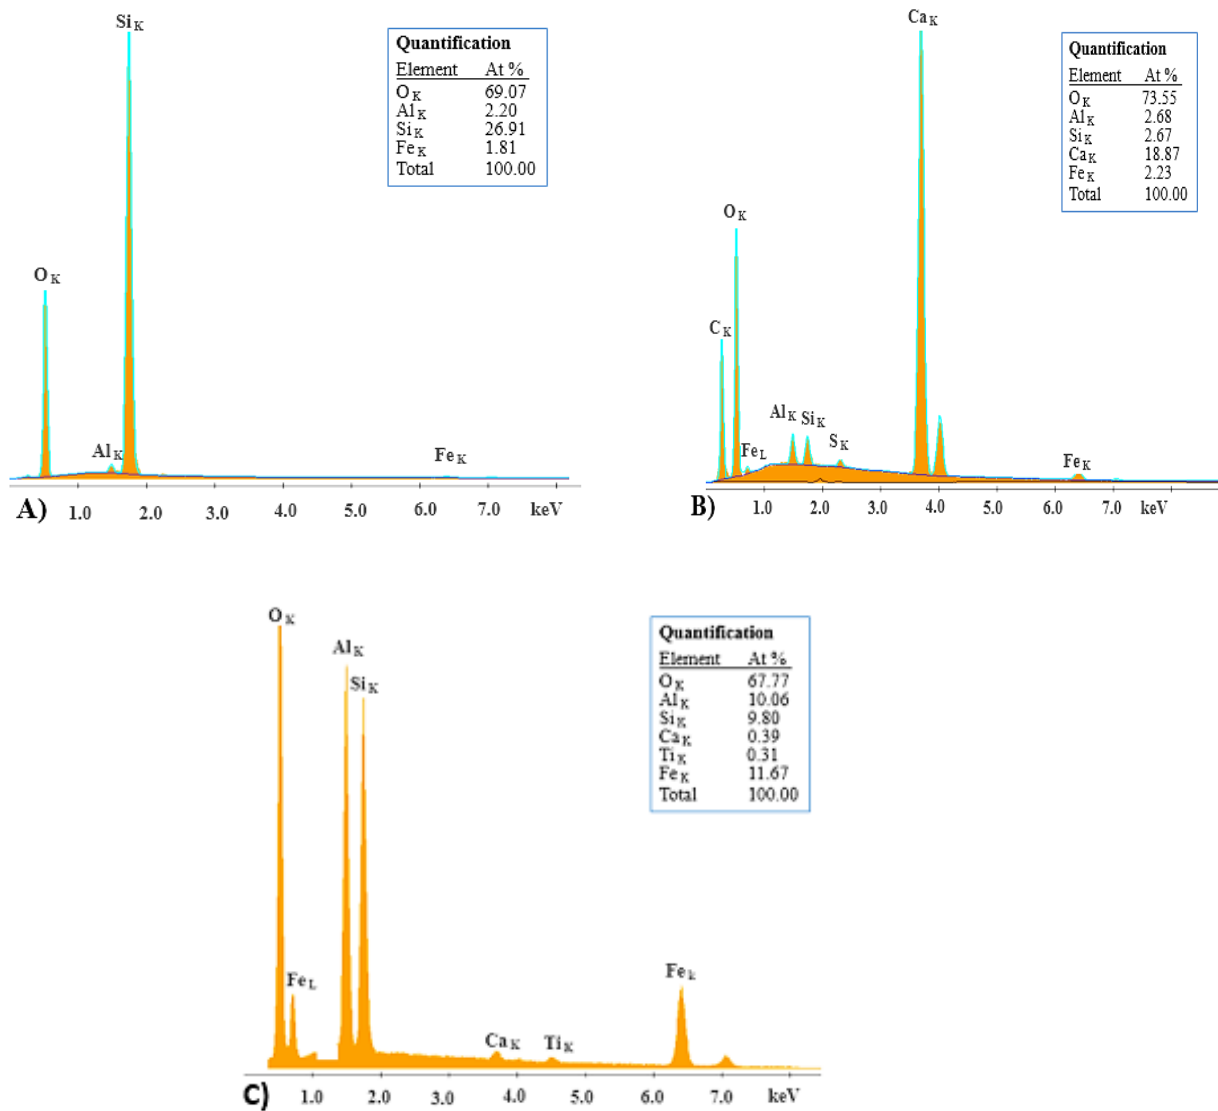 Si K
Quantification
Element At %
O K 69.07
Al K 2.20
Si K 26.91
Fe K 1.81
Total 100.00
O K
Al K
Fe K
A) 1.0 2.0 3.0 4.0 5.0 6.0 7.0 keV
Ca K
Quantification
Element At %
O K 73.55
Al K 2.68
Si K 2.67
Ca K 18.87
Fe K 2.23
Total 100.00
O K
C K
Al K Si K
Fe L S K
Fe K
B) 1.0 2.0 3.0 4.0 5.0 6.0 7.0 keV
O K
Quantification
Element At %
O K 67.77
Al K 10.06
Si K 9.80
Ca K 0.39
Ti K 0.31
Fe K 11.67
Total 100.00
Al K
Si K
Fe L
Fe k
Ca K Ti K
C) 1.0 2.0 3.0 4.0 5.0 6.0 7.0 keV